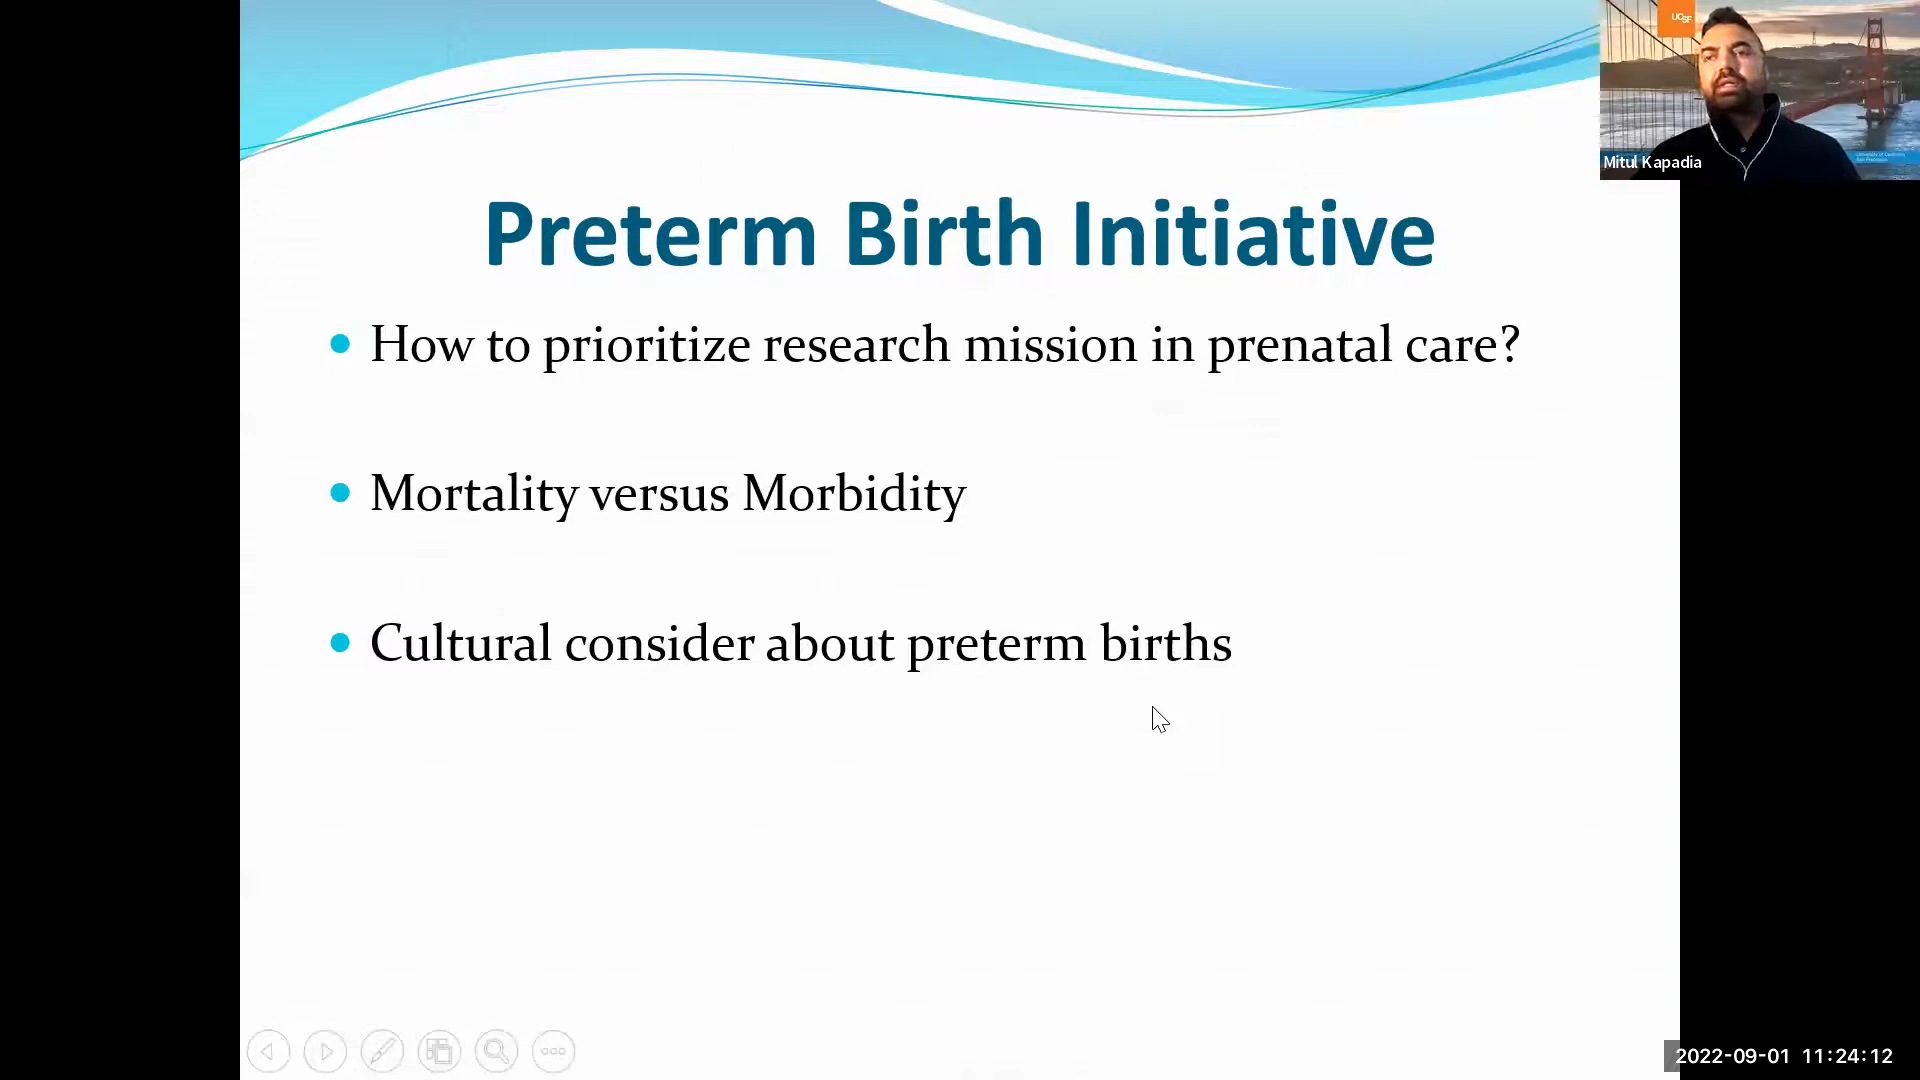 UCSF
Mitul Kapadia
Preterm Birth Initiative
How to prioritize research mission in prenatal care?
Mortality versus Morbidity
Cultural consider about preterm births
2022-09-01 11:24:12